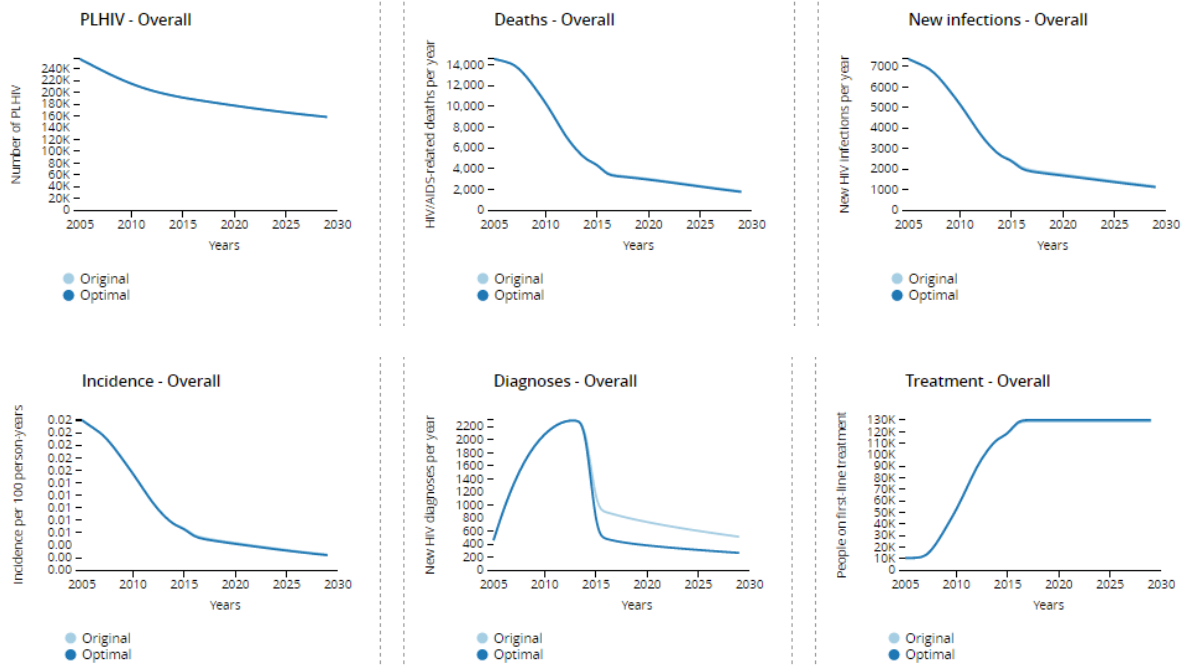 PLHIV - Overall
Number of PLHIV
240K
220K
200K
180K
160K
140K
120K
100K
80K
60K
40K
20K
0
2005 2010 2015 2020 2025 2030
Years
Original
Optimal
Deaths - Overall
HIV//AIDS-related deaths per year
14,000
12,000
10,000
8,000
6,000
4,000
2,000
0
2005 2010 2015 2020 2025 2030
Years
Original
Optimal
New infections - Overall
New HIV infections per year
7000
6000
5000
4000
3000
2000
1000
0
2005 2010 2015 2020 2025 2030
Years
Original
Optimal
Incidence - Overall
Incidence per 100 person-years
0.02
0.02
0.02
0.02
0.02
0.01
0.01
0.01
0.01
0.01
0.00
0.00
0.00
2005 2010 2015 2020 2025 2030
Years
Original
Optimal
Diagnoses - Overall
New HIV diagnoses per year
2200
2000
1800
1600
1400
1200
1000
800
600
400
200
0
2005 2010 2015 2020 2025 2030
Years
Original
Optimal
Treatment - Overall
People on first-line treatment
130K
120K
110K
100K
90K
80K
70K
60K
50K
40K
30K
20K
10K
0
2005 2010 2015 2020 2025 2030
Years
Original
Optimal